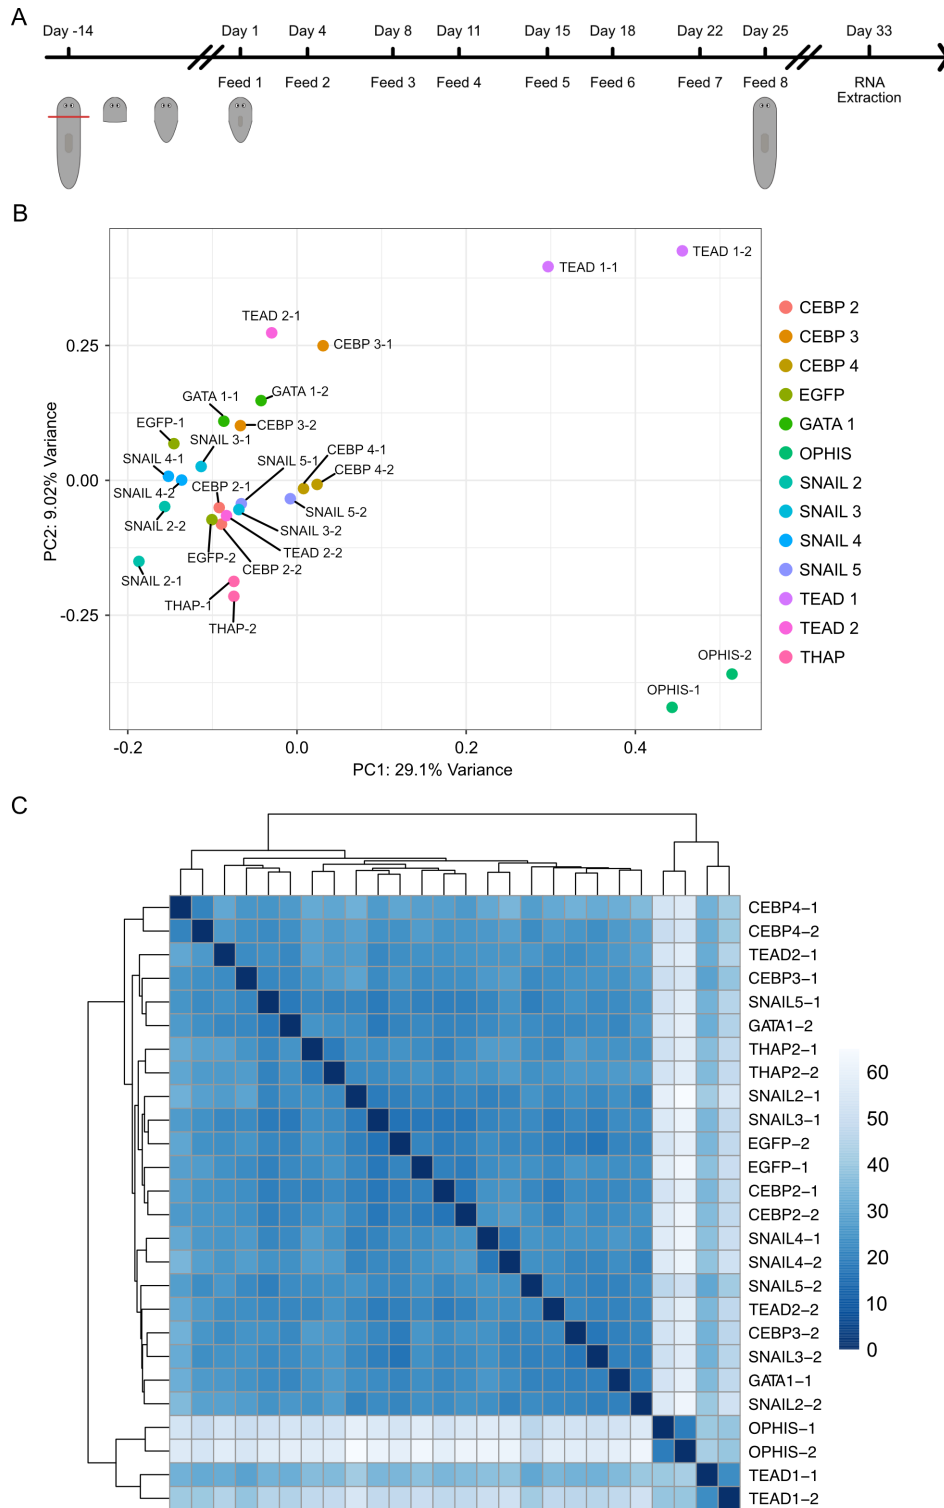 A
Day -14
Day 1
Day 4
Day 8
Day 11
Day 15
Day 18
Day 22
Day 25
Day 33
Feed 1
Feed 2
Feed 3
Feed 4
Feed 5
Feed 6
Feed 7
Feed 8
RNA
Extraction
B
TEAD 1-2
TEAD 1-1
TEAD 2-1
CEBP 3-1
GATA 1-2
GATA 1-1
EGFP-1
CEBP 3-2
SNAIL 3-1
CEBP 4-1
SNAIL 4-1
SNAIL 5-1
CEBP 4-2
SNAIL 4-2
CEBP 2-1
SNAIL 5-2
SNAIL 2-2
SNAIL 3-2
TEAD 2-2
EGFP-2
CEBP 2-2
SNAIL 2-1
THAP-1
THAP-2
OPHIS-2
OPHIS-1
0.25
0.00
-0.25
PC2: 9.02% Variance
-0.2
0.0
0.2
0.4
PC1: 29.1% Variance
CEBP 2
CEBP 3
CEBP 4
EGFP
GATA 1
OPHIS
SNAIL 2
SNAIL 3
SNAIL 4
SNAIL 5
TEAD 1
TEAD 2
THAP
C
CEBP4−1
CEBP4−2
TEAD2−1
CEBP3−1
SNAIL5−1
GATA1−2
THAP2−1
THAP2−2
SNAIL2−1
SNAIL3−1
EGFP−2
EGFP−1
CEBP2−1
CEBP2−2
SNAIL4−1
SNAIL4−2
SNAIL5−2
TEAD2−2
CEBP3−2
SNAIL3−2
GATA1−1
SNAIL2−2
OPHIS−1
OPHIS−2
TEAD1−1
TEAD1−2
60
50
40
30
20
10
0